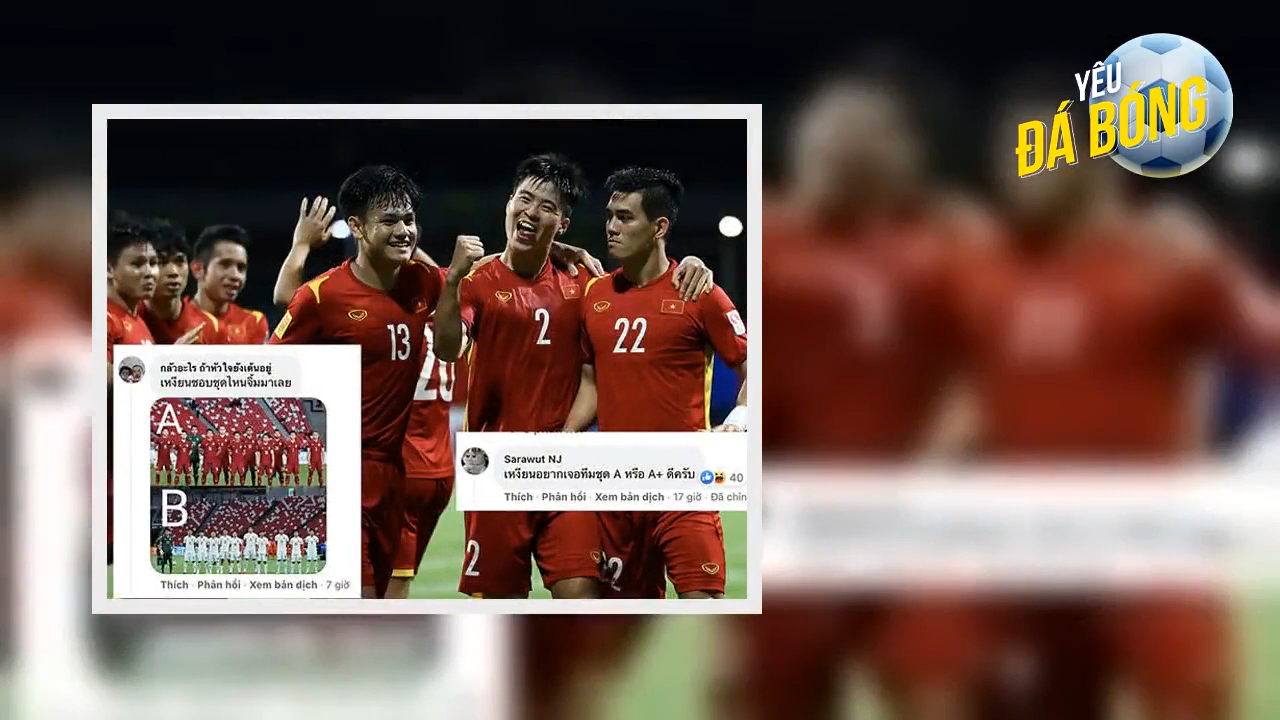 YÊU
ĐÁ BÓNG
13
2
22
20
กลัวอะไร ถ้าหัวใจยังเต้นอยู่
เหงียนชอบชุดไหนจิ้มมาเลย
A
B
Thích · Phản hồi · Xem bản dịch · 7 giờ
Sarawut NJ
เหงียนอยากเจอทีมชุด A หรือ A+ ดีครับ
40
Thích · Phản hồi · Xem bản dịch · 17 giờ · Đã chỉn
2
22